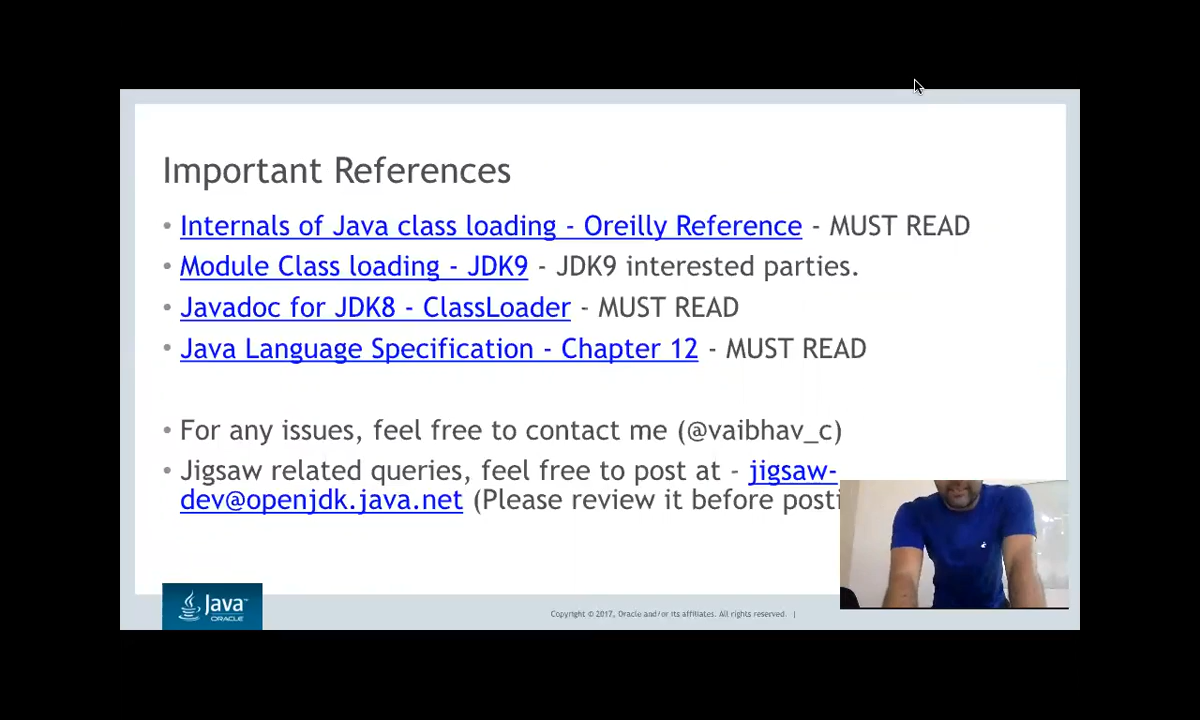 Important References
• Internals of Java class loading - Oreilly Reference - MUST READ
• Module Class loading - JDK9 - JDK9 interested parties.
• Javadoc for JDK8 - ClassLoader - MUST READ
• Java Language Specification - Chapter 12 - MUST READ
• For any issues, feel free to contact me (@vaibhav_c)
• Jigsaw related queries, feel free to post at - jigsaw-
dev@openjdk.java.net (Please review it before
Java™
ORACLE
Copyright © 2017, Oracle and/or its affiliates. All rights reserved. |